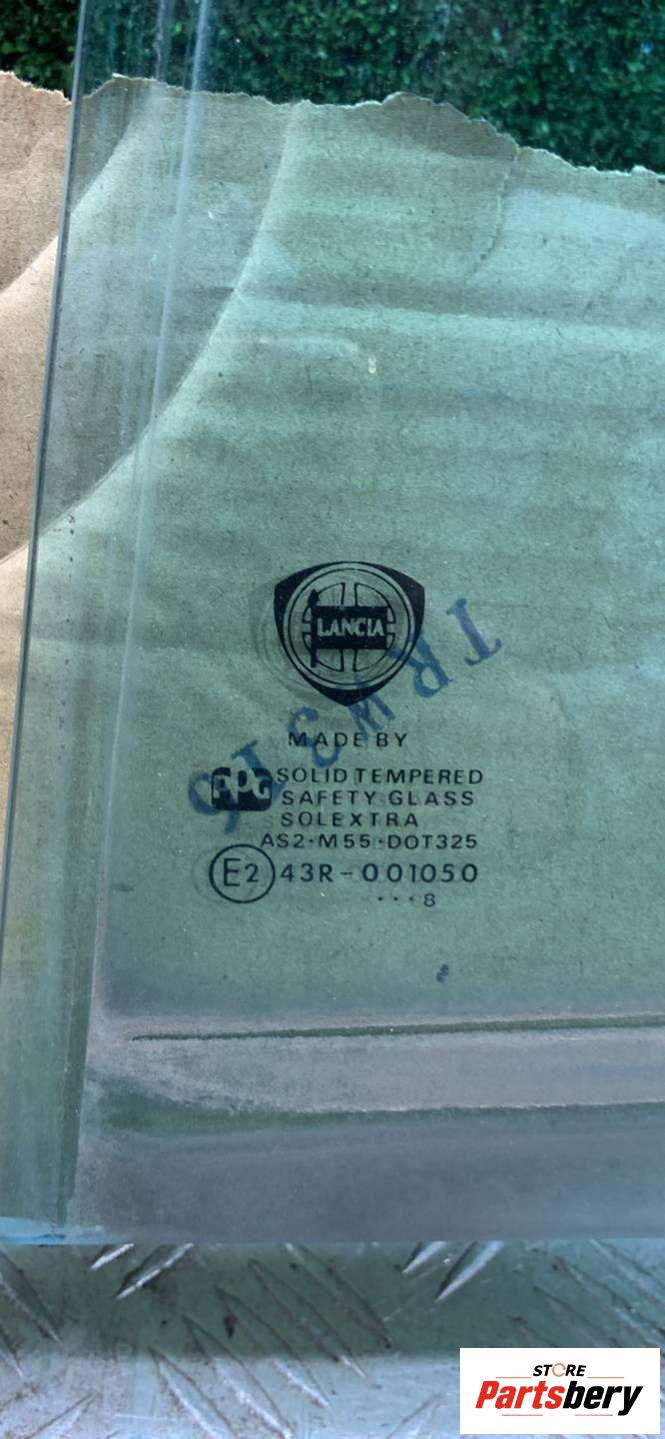 LANCIA
MADE BY
PPG SOLID TEMPERED
SAFETY GLASS
SOLEXTRA
AS2·M55·DOT325
E2 43R-001050
···8
STORE
Partsbery